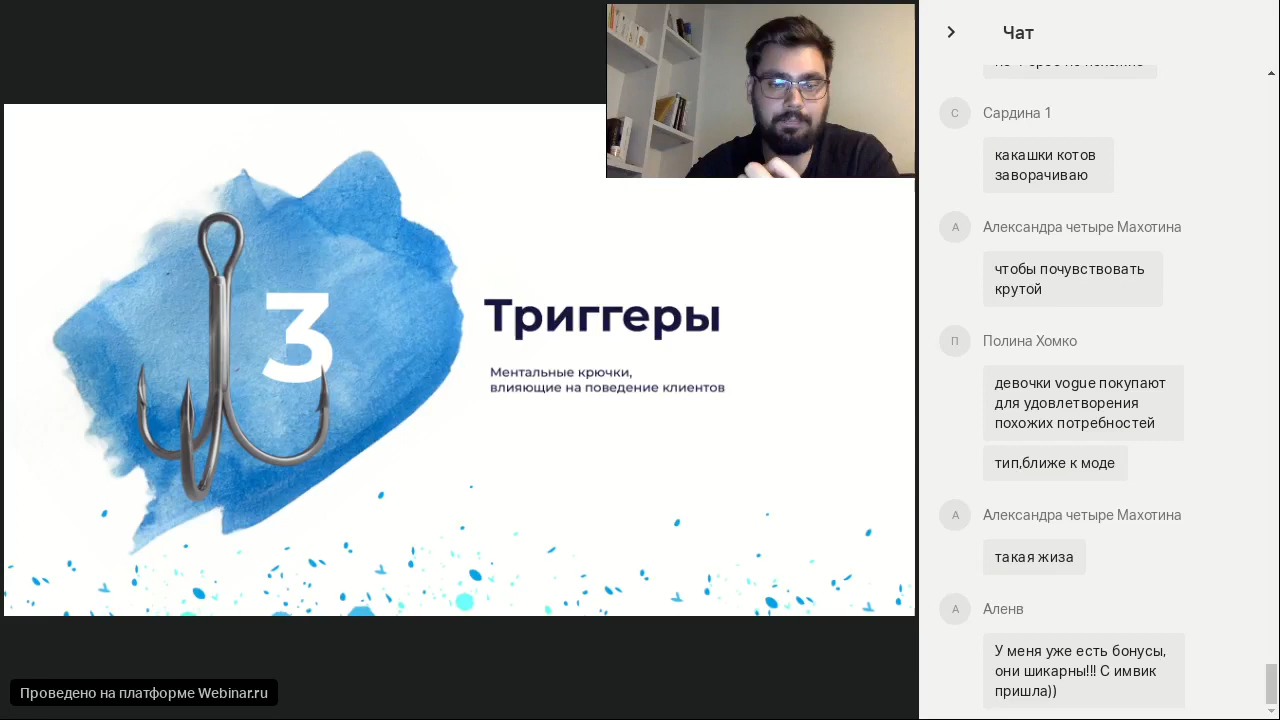 3
Триггеры
Ментальные крючки,
влияющие на поведение клиентов
Проведено на платформе Webinar.ru
Чат
С
Сардина 1
какашки котов
заворачиваю
А
Александра четыре Махотина
чтобы почувствовать
крутой
П
Полина Хомко
девочки vogue покупают
для удовлетворения
похожих потребностей
тип,ближе к моде
А
Александра четыре Махотина
такая жиза
А
Аленв
У меня уже есть бонусы,
они шикарны!!! С имвик
пришла))